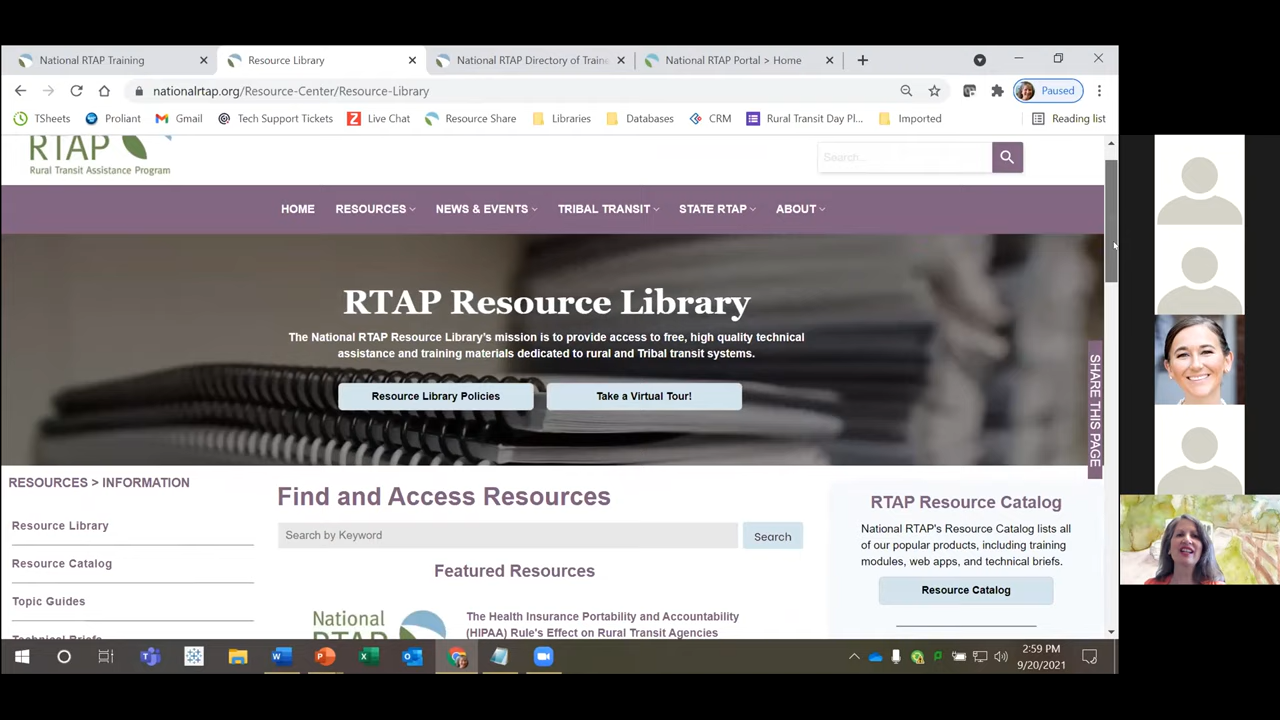 National RTAP Training
Resource Library
National RTAP Directory of Traine
National RTAP Portal > Home
nationalrtap.org/Resource-Center/Resource-Library
Paused
TSheets
Proliant
Gmail
Tech Support Tickets
Live Chat
Resource Share
Libraries
Databases
CRM
Rural Transit Day Pl...
Imported
Reading list
RTAP
Rural Transit Assistance Program
Search...
HOME
RESOURCES
NEWS & EVENTS
TRIBAL TRANSIT
STATE RTAP
ABOUT
RTAP Resource Library
The National RTAP Resource Library's mission is to provide access to free, high quality technical
assistance and training materials dedicated to rural and Tribal transit systems.
Resource Library Policies
Take a Virtual Tour!
SHARE THIS PAGE
RESOURCES > INFORMATION
Resource Library
Resource Catalog
Topic Guides
Technical Briefs
Find and Access Resources
Search by Keyword
Search
Featured Resources
National
RTAP
The Health Insurance Portability and Accountability
(HIPAA) Rule's Effect on Rural Transit Agencies
RTAP Resource Catalog
National RTAP's Resource Catalog lists all
of our popular products, including training
modules, web apps, and technical briefs.
Resource Catalog
2:59 PM
9/20/2021